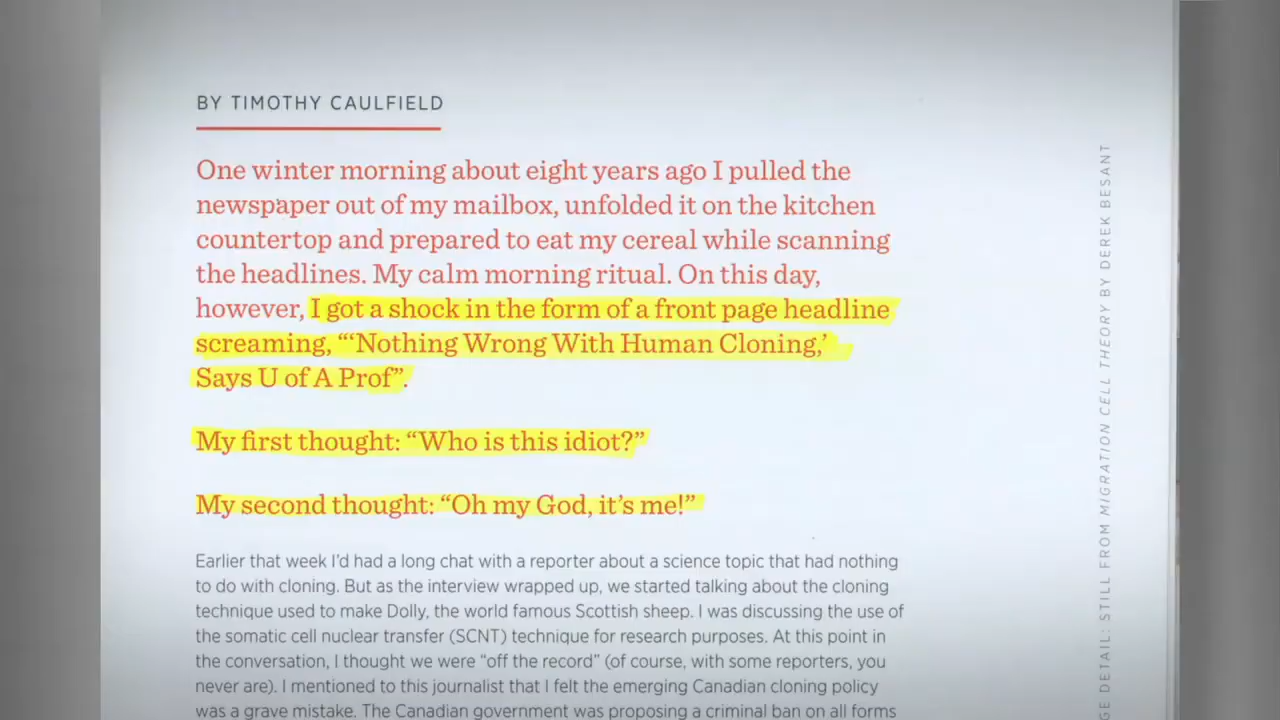 BY TIMOTHY CAULFIELD
One winter morning about eight years ago I pulled the
newspaper out of my mailbox, unfolded it on the kitchen
countertop and prepared to eat my cereal while scanning
the headlines. My calm morning ritual. On this day,
however, I got a shock in the form of a front page headline
screaming, “‘Nothing Wrong With Human Cloning,’
Says U of A Prof”.
My first thought: “Who is this idiot?”
My second thought: “Oh my God, it’s me!”
Earlier that week I’d had a long chat with a reporter about a science topic that had nothing
to do with cloning. But as the interview wrapped up, we started talking about the cloning
technique used to make Dolly, the world famous Scottish sheep. I was discussing the use of
the somatic cell nuclear transfer (SCNT) technique for research purposes. At this point in
the conversation, I thought we were “off the record” (of course, with some reporters, you
never are). I mentioned to this journalist that I felt the emerging Canadian cloning policy
was a grave mistake. The Canadian government was proposing a criminal ban on all forms
GE DETAIL: STILL FROM MIGRATION CELL THEORY BY DEREK BESANT